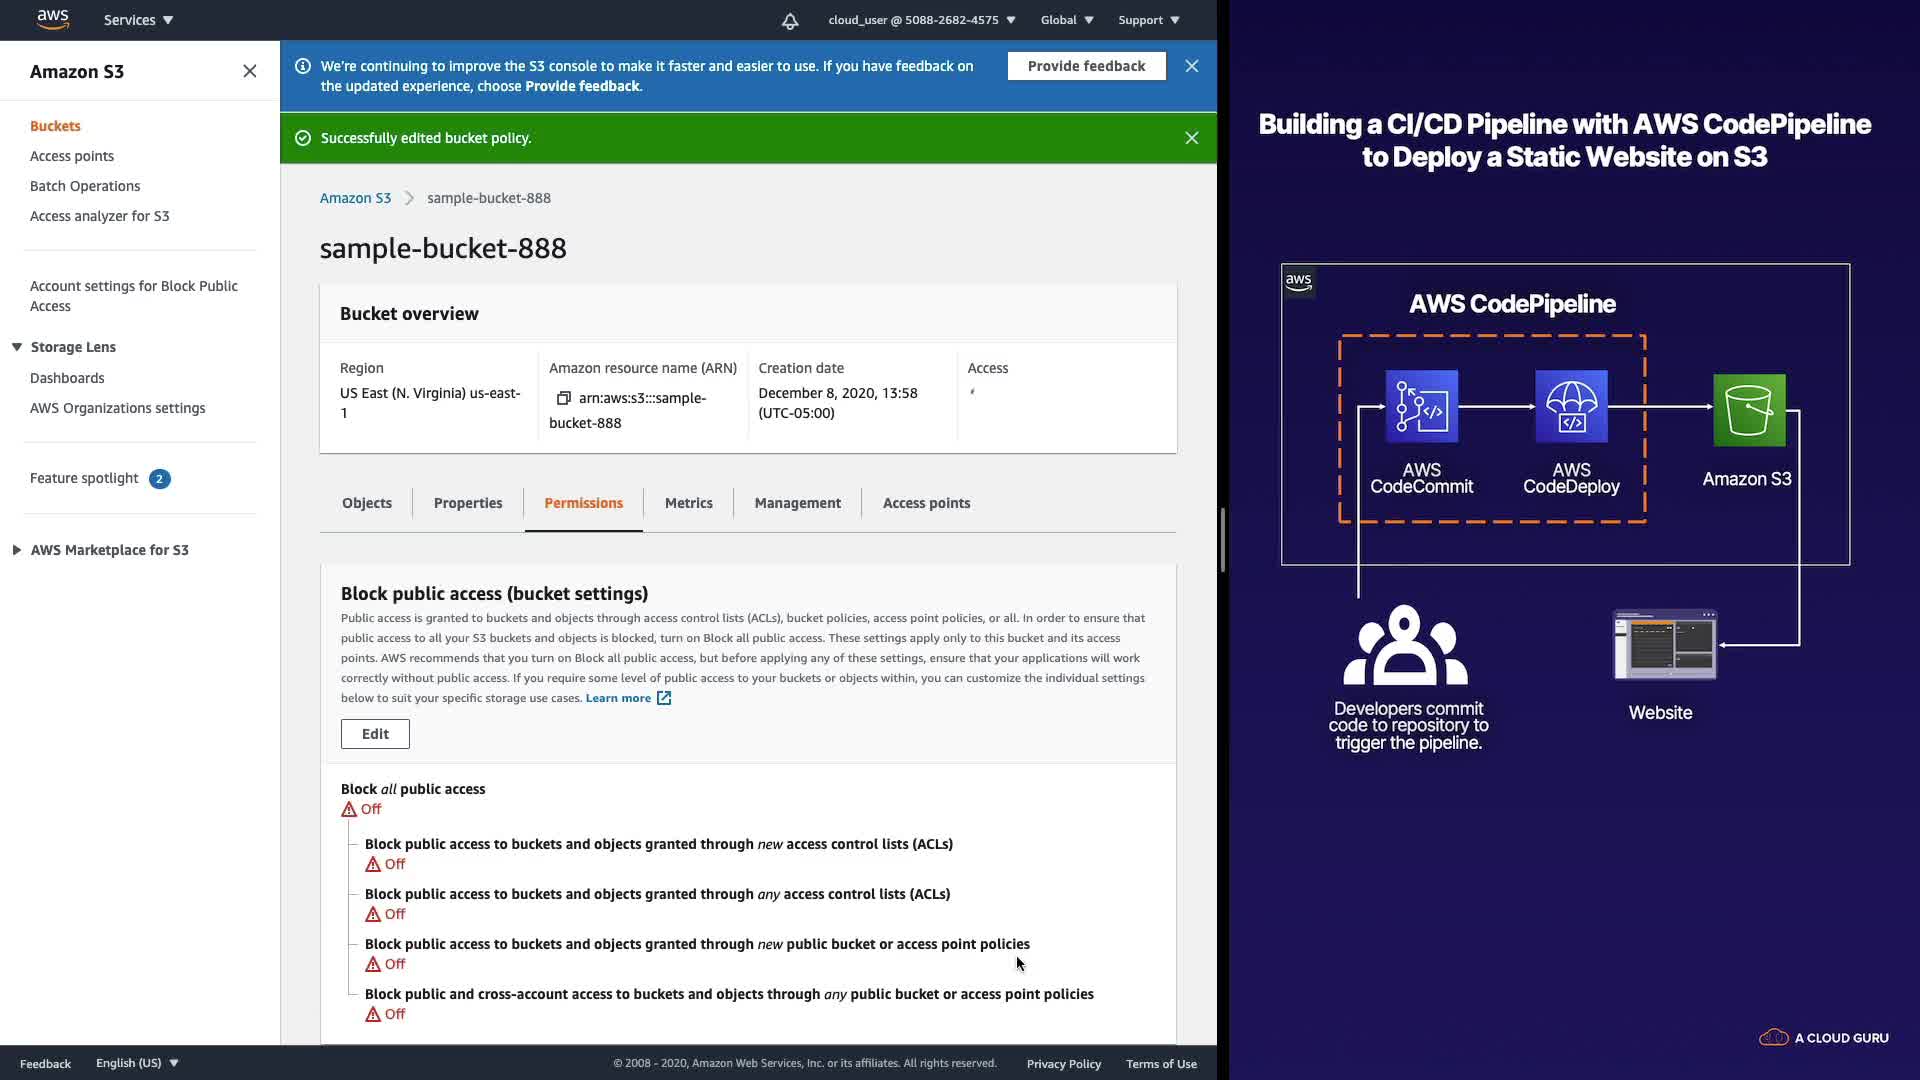 aws
Services
cloud_user @ 5088-2682-4575
Global
Support
Amazon S3
Buckets
Access points
Batch Operations
Access analyzer for S3
Account settings for Block Public
Access
Storage Lens
Dashboards
AWS Organizations settings
Feature spotlight 2
AWS Marketplace for S3
We're continuing to improve the S3 console to make it faster and easier to use. If you have feedback on
the updated experience, choose Provide feedback.
Provide feedback
Successfully edited bucket policy.
Amazon S3
sample-bucket-888
sample-bucket-888
Bucket overview
Region
US East (N. Virginia) us-east-
1
Amazon resource name (ARN)
arn:aws:s3:::sample-
bucket-888
Creation date
December 8, 2020, 13:58
(UTC-05:00)
Access
Objects
Properties
Permissions
Metrics
Management
Access points
Block public access (bucket settings)
Public access is granted to buckets and objects through access control lists (ACLs), bucket policies, access point policies, or all. In order to ensure that
public access to all your S3 buckets and objects is blocked, turn on Block all public access. These settings apply only to this bucket and its access
points. AWS recommends that you turn on Block all public access, but before applying any of these settings, ensure that your applications will work
correctly without public access. If you require some level of public access to your buckets or objects within, you can customize the individual settings
below to suit your specific storage use cases. Learn more
Edit
Block all public access
Off
Block public access to buckets and objects granted through new access control lists (ACLs)
Off
Block public access to buckets and objects granted through any access control lists (ACLs)
Off
Block public access to buckets and objects granted through new public bucket or access point policies
Off
Block public and cross-account access to buckets and objects through any public bucket or access point policies
Off
Feedback
English (US)
© 2008 - 2020, Amazon Web Services, Inc. or its affiliates. All rights reserved.
Privacy Policy
Terms of Use
Building a CI/CD Pipeline with AWS CodePipeline
to Deploy a Static Website on S3
aws
AWS CodePipeline
AWS
CodeCommit
AWS
CodeDeploy
Amazon S3
Developers commit
code to repository to
trigger the pipeline.
Website
A CLOUD GURU